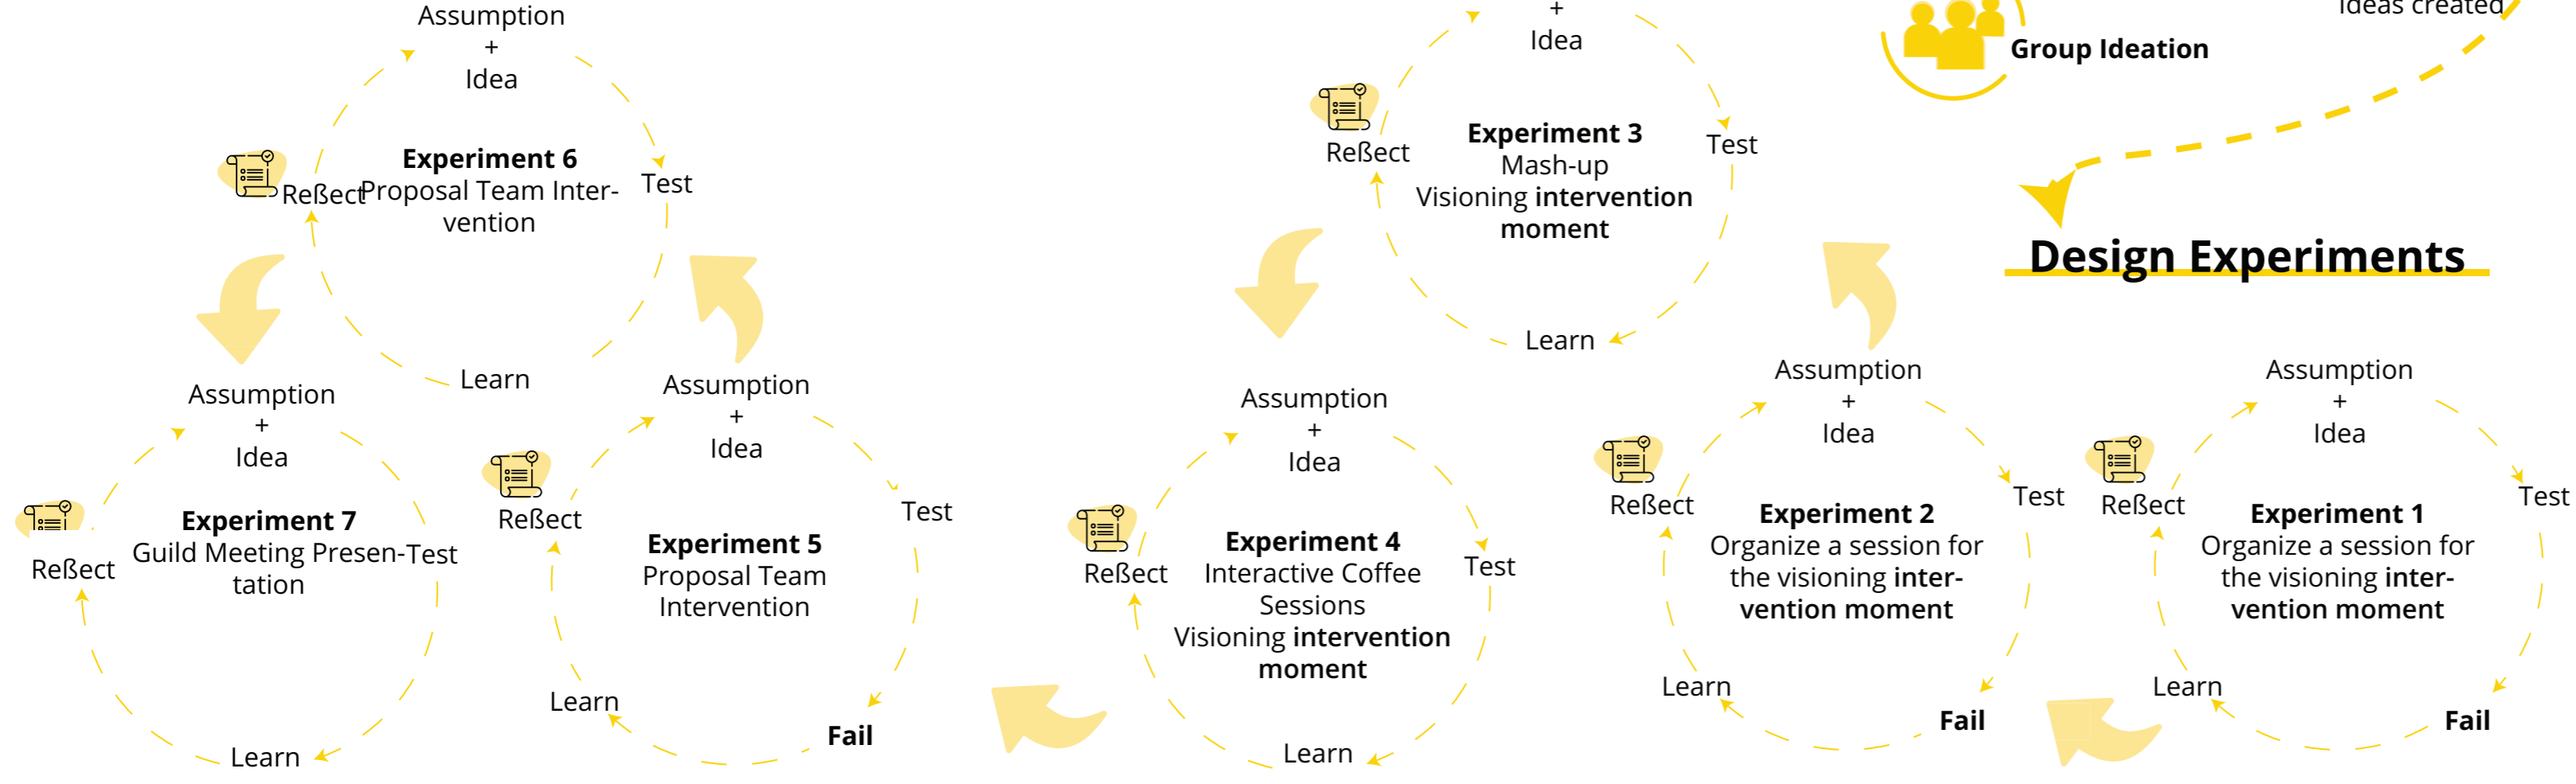 Ideas created
Group Ideation
Design Experiments
Assumption
+
Idea
Test
Fail
Learn
Reßect
Experiment 1
Organize a session for
the visioning inter-
vention moment
Assumption
+
Idea
Test
Fail
Learn
Reßect
Experiment 2
Organize a session for
the visioning inter-
vention moment
+
Idea
Test
Learn
Reßect
Experiment 3
Mash-up
Visioning intervention
moment
Assumption
+
Idea
Test
Learn
Reßect
Experiment 4
Interactive Coffee
Sessions
Visioning intervention
moment
Assumption
+
Idea
Test
Fail
Learn
Reßect
Experiment 5
Proposal Team
Intervention
Assumption
+
Idea
Test
Learn
Reßect
Experiment 6
Proposal Team Inter-
vention
Assumption
+
Idea
Test
Learn
Reßect
Experiment 7
Guild Meeting Presen-
tation